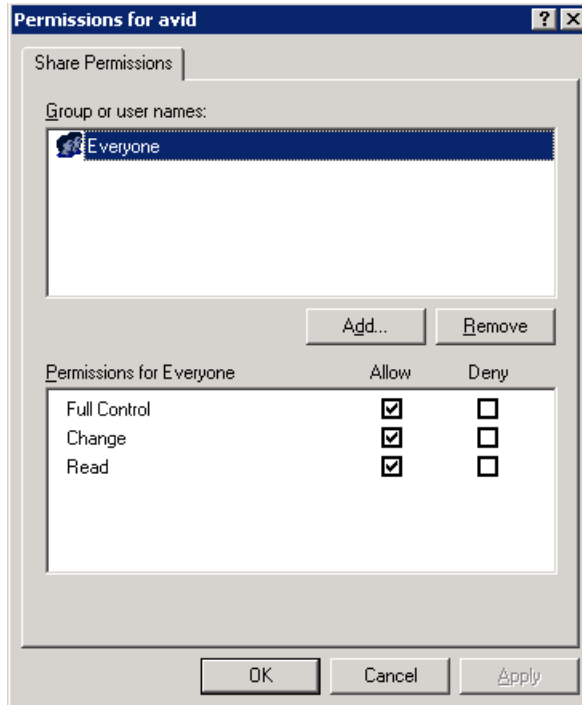 Permissions for avid
Share Permissions
Group or user names:
Everyone
Add... Remove
Permissions for Everyone Allow Deny
Full Control
Change
Read
OK Cancel Apply